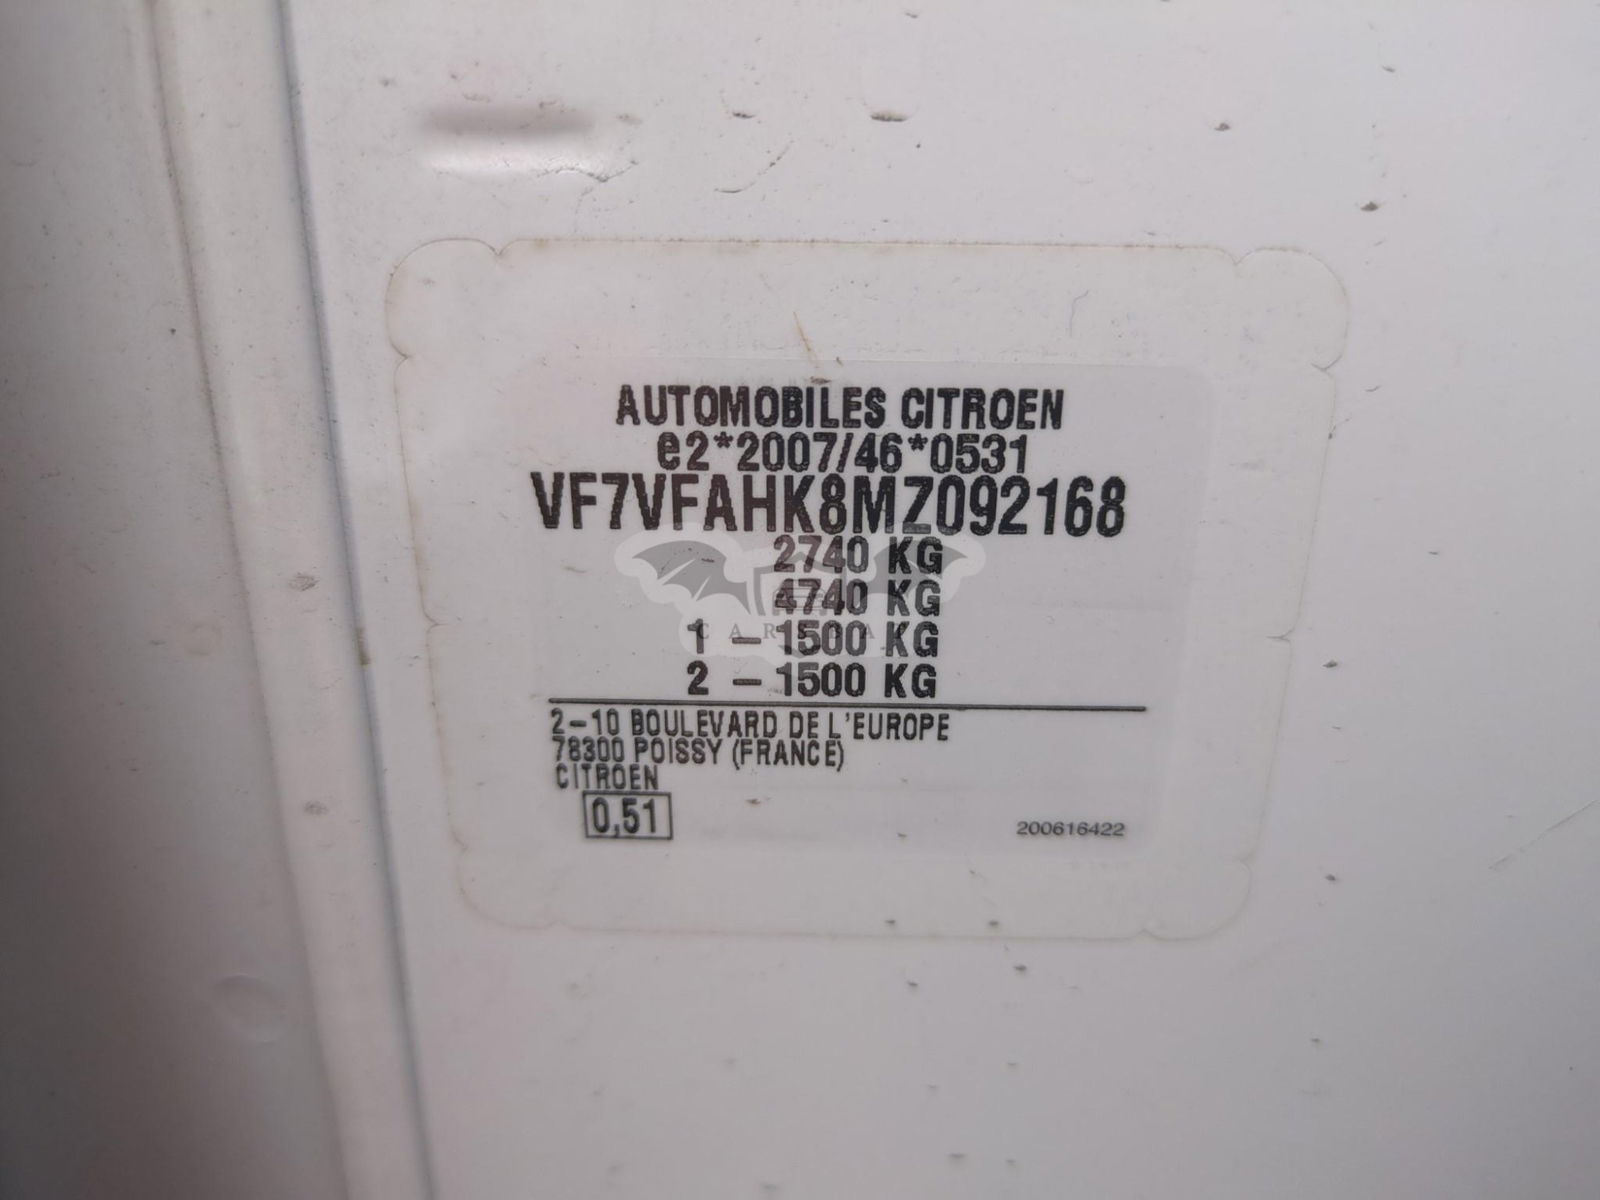 AUTOMOBILES CITROEN
e2*2007/46*0531
VF7VFAHK8MZ092168
2740 KG
4740 KG
1 - 1500 KG
2 - 1500 KG
2-10 BOULEVARD DE L'EUROPE
78300 POISSY (FRANCE)
CITROEN
0,51
200616422